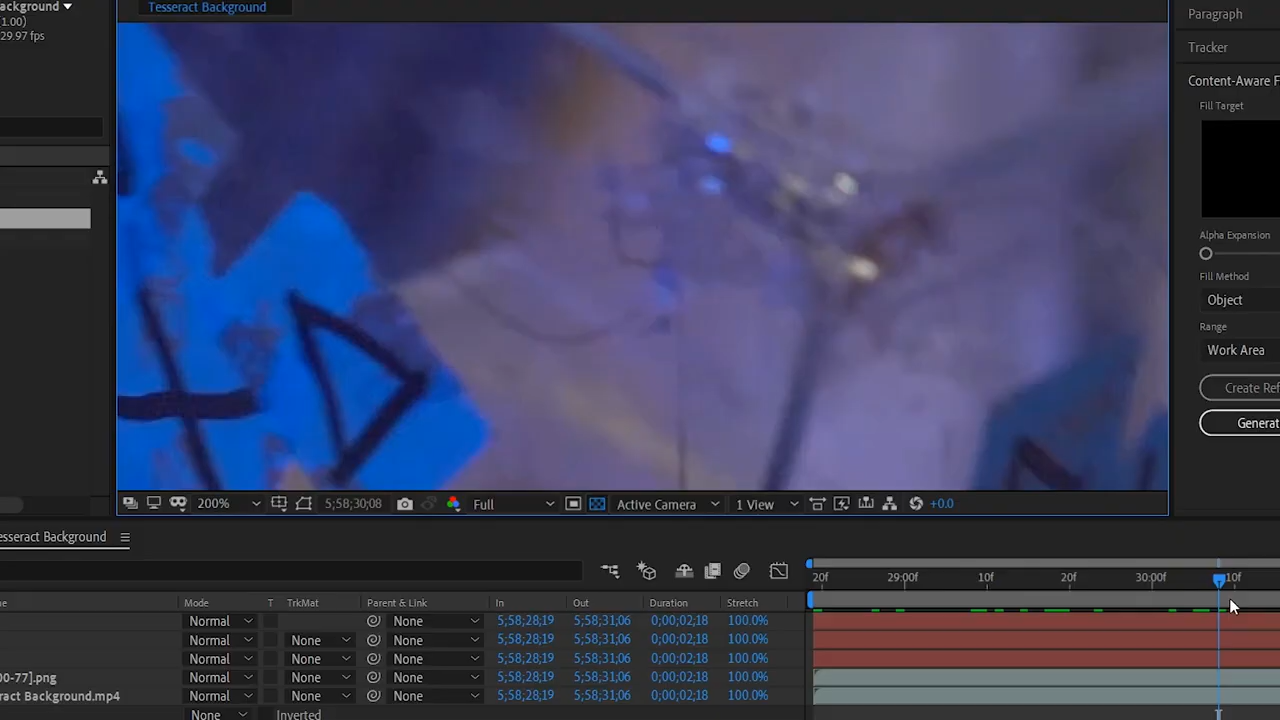 ackground
Tesseract Background
(1.00)
29.97 fps
Paragraph
Tracker
Content-Aware F
Fill Target
Alpha Expansion
Fill Method
Object
Range
Work Area
Create Ref
Generat
200%
5;58;30;08
Full
Active Camera
1 View
+0.0
esseract Background
20f
29:00f
10f
20f
30:00f
10f
me
Mode
T
TrkMat
Parent & Link
In
Out
Duration
Stretch
Normal
None
5;58;28;19
5;58;31;06
0;00;02;18
100.0%
Normal
None
None
5;58;28;19
5;58;31;06
0;00;02;18
100.0%
Normal
None
None
5;58;28;19
5;58;31;06
0;00;02;18
100.0%
00-77].png
Normal
None
None
5;58;28;19
5;58;31;06
0;00;02;18
100.0%
ract Background.mp4
Normal
None
None
5;58;28;19
5;58;31;06
0;00;02;18
100.0%
None
Inverted